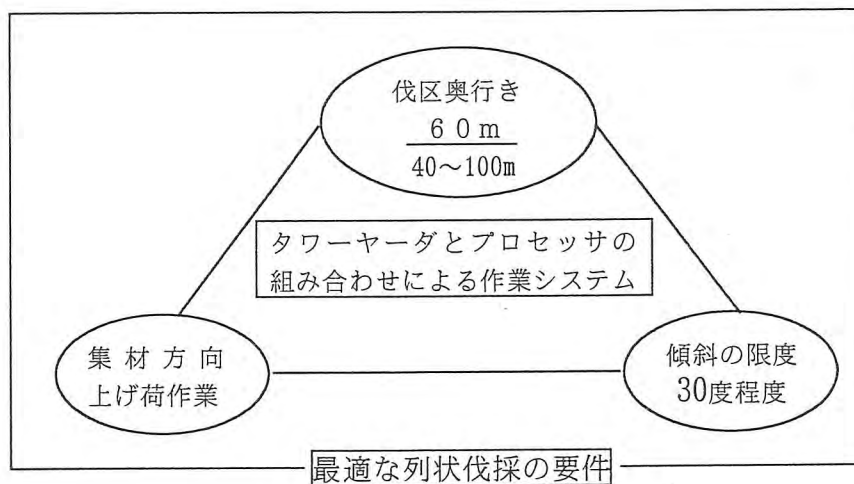 伐区奥行き
60m
40～100m
タワーヤーダとプロセッサの
組み合わせによる作業システム
集材方向
上げ荷作業
傾斜の限度
30度程度
最適な列状伐採の要件